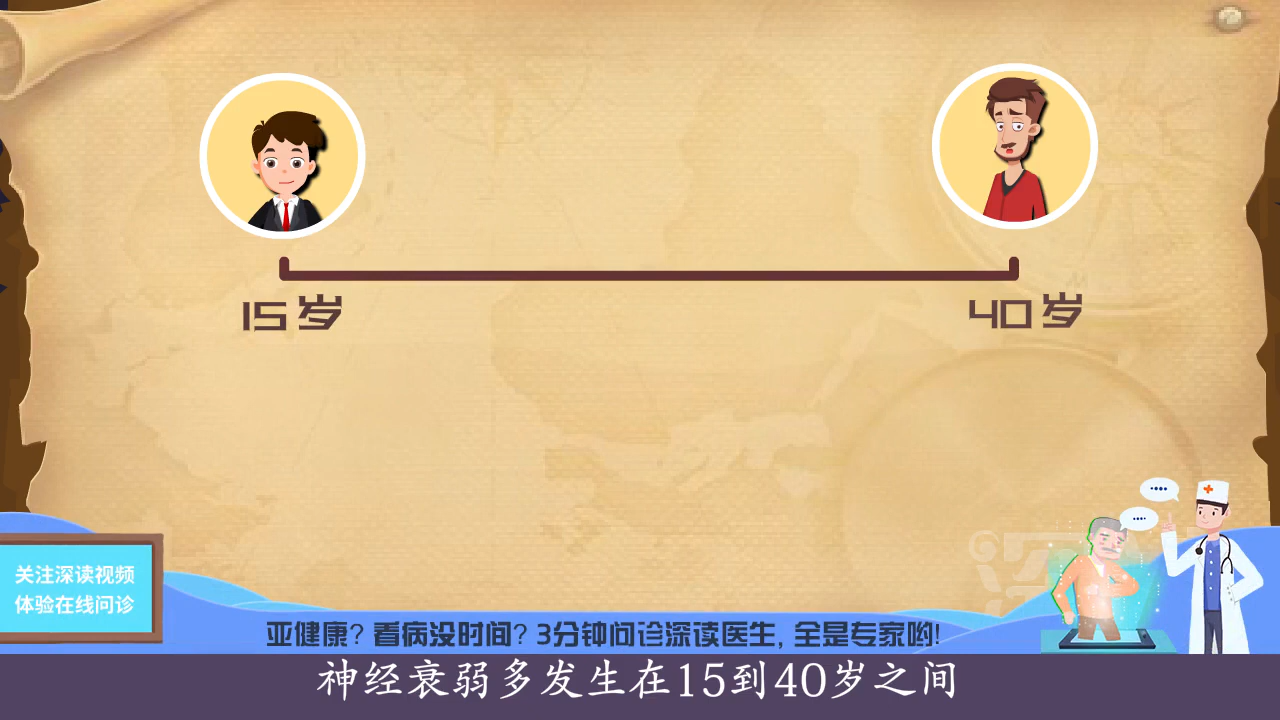 15岁
40岁
关注深读视频
体验在线问诊
亚健康? 看病没时间? 3分钟问诊深读医生, 全是专家哟!
神经衰弱多发生在15到40岁之间